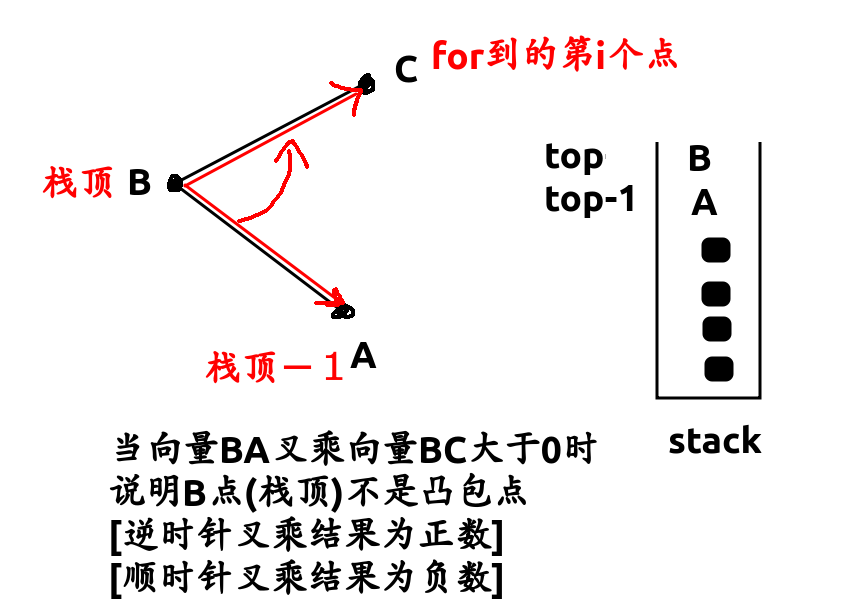 C for到的第i个点
栈顶 B
top B
top-1 A
栈顶－1 A
stack
当向量BA叉乘向量BC大于0时
说明B点(栈顶)不是凸包点
[逆时针叉乘结果为正数]
[顺时针叉乘结果为负数]